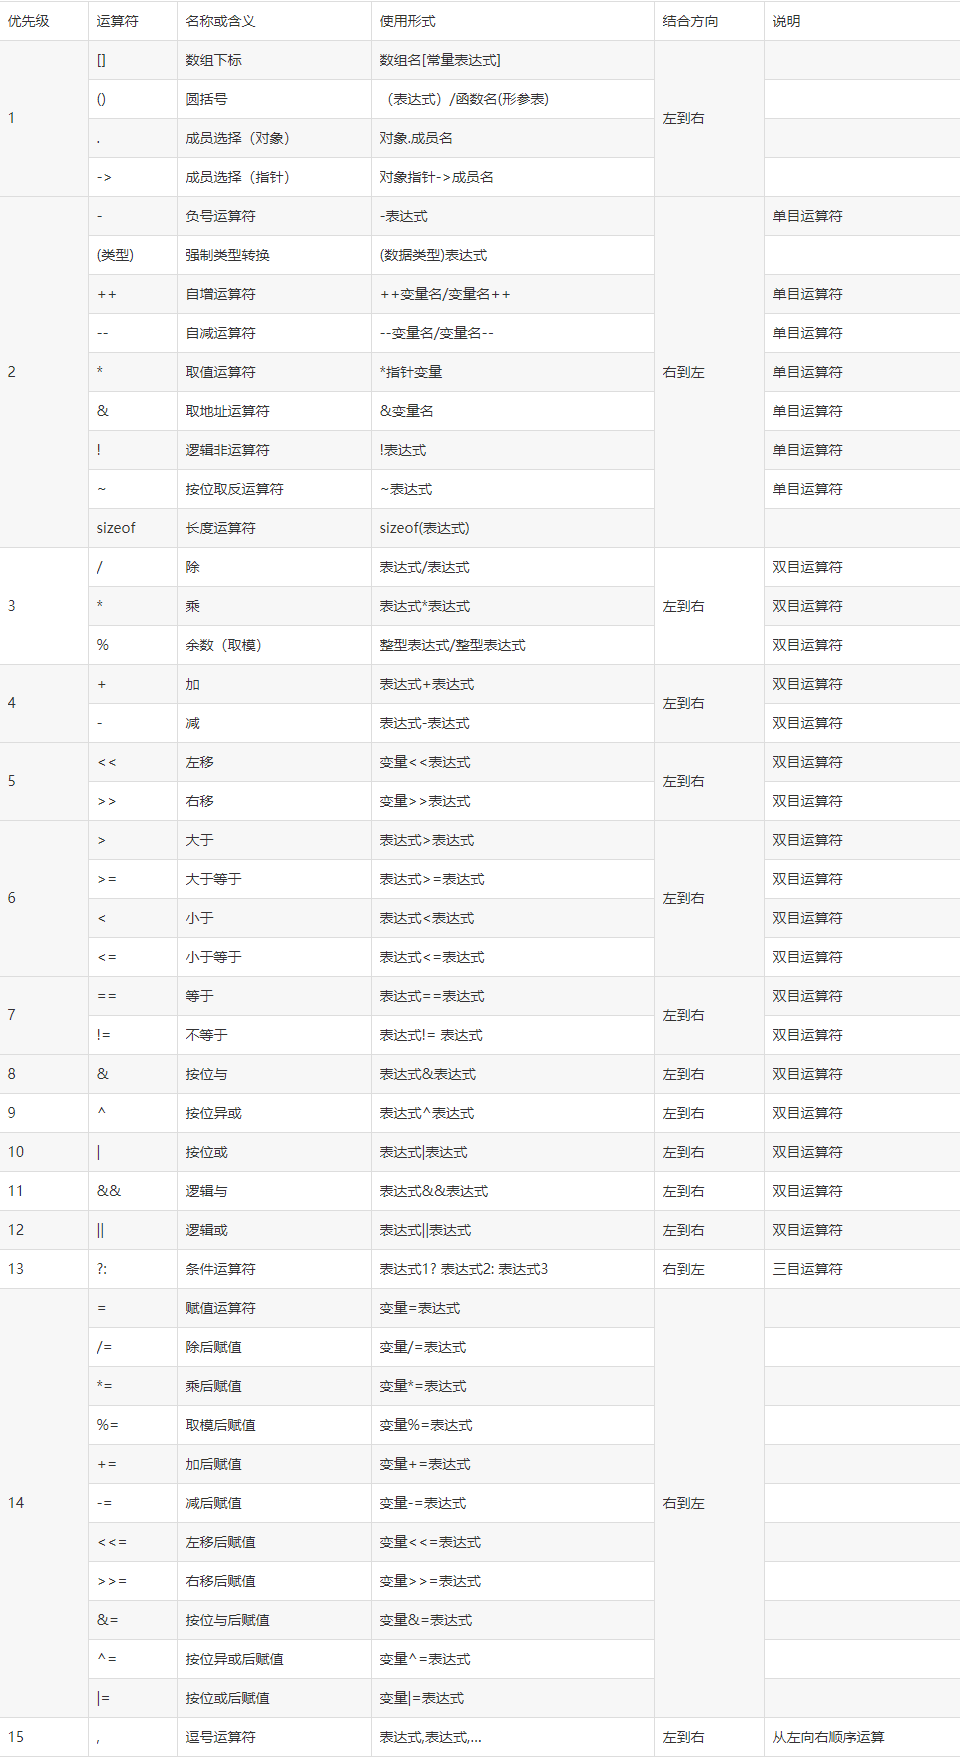 优先级 运算符 名称或含义 使用形式 结合方向 说明
1 [] 数组下标 数组名[常量表达式] 左到右
() 圆括号 （表达式）/函数名(形参表)
. 成员选择（对象） 对象.成员名
-> 成员选择（指针） 对象指针->成员名
2 - 负号运算符 -表达式 右到左 单目运算符
(类型) 强制类型转换 (数据类型)表达式
++ 自增运算符 ++变量名/变量名++ 单目运算符
-- 自减运算符 --变量名/变量名-- 单目运算符
* 取值运算符 *指针变量 单目运算符
& 取地址运算符 &变量名 单目运算符
! 逻辑非运算符 !表达式 单目运算符
~ 按位取反运算符 ~表达式 单目运算符
sizeof 长度运算符 sizeof(表达式)
3 / 除 表达式/表达式 左到右 双目运算符
* 乘 表达式*表达式 双目运算符
% 余数（取模） 整型表达式/整型表达式 双目运算符
4 + 加 表达式+表达式 左到右 双目运算符
- 减 表达式-表达式 双目运算符
5 << 左移 变量<<表达式 左到右 双目运算符
>> 右移 变量>>表达式 双目运算符
6 > 大于 表达式>表达式 左到右 双目运算符
>= 大于等于 表达式>=表达式 双目运算符
< 小于 表达式<表达式 双目运算符
<= 小于等于 表达式<=表达式 双目运算符
7 == 等于 表达式==表达式 左到右 双目运算符
!= 不等于 表达式!= 表达式 双目运算符
8 & 按位与 表达式&表达式 左到右 双目运算符
9 ^ 按位异或 表达式^表达式 左到右 双目运算符
10 | 按位或 表达式|表达式 左到右 双目运算符
11 && 逻辑与 表达式&&表达式 左到右 双目运算符
12 || 逻辑或 表达式||表达式 左到右 双目运算符
13 ?: 条件运算符 表达式1? 表达式2: 表达式3 右到左 三目运算符
14 = 赋值运算符 变量=表达式 右到左
/= 除后赋值 变量/=表达式
*= 乘后赋值 变量*=表达式
%= 取模后赋值 变量%=表达式
+= 加后赋值 变量+=表达式
-= 减后赋值 变量-=表达式
<<= 左移后赋值 变量<<=表达式
>>= 右移后赋值 变量>>=表达式
&= 按位与后赋值 变量&=表达式
^= 按位异或后赋值 变量^=表达式
|= 按位或后赋值 变量|=表达式
15 , 逗号运算符 表达式,表达式,... 左到右 从左向右顺序运算